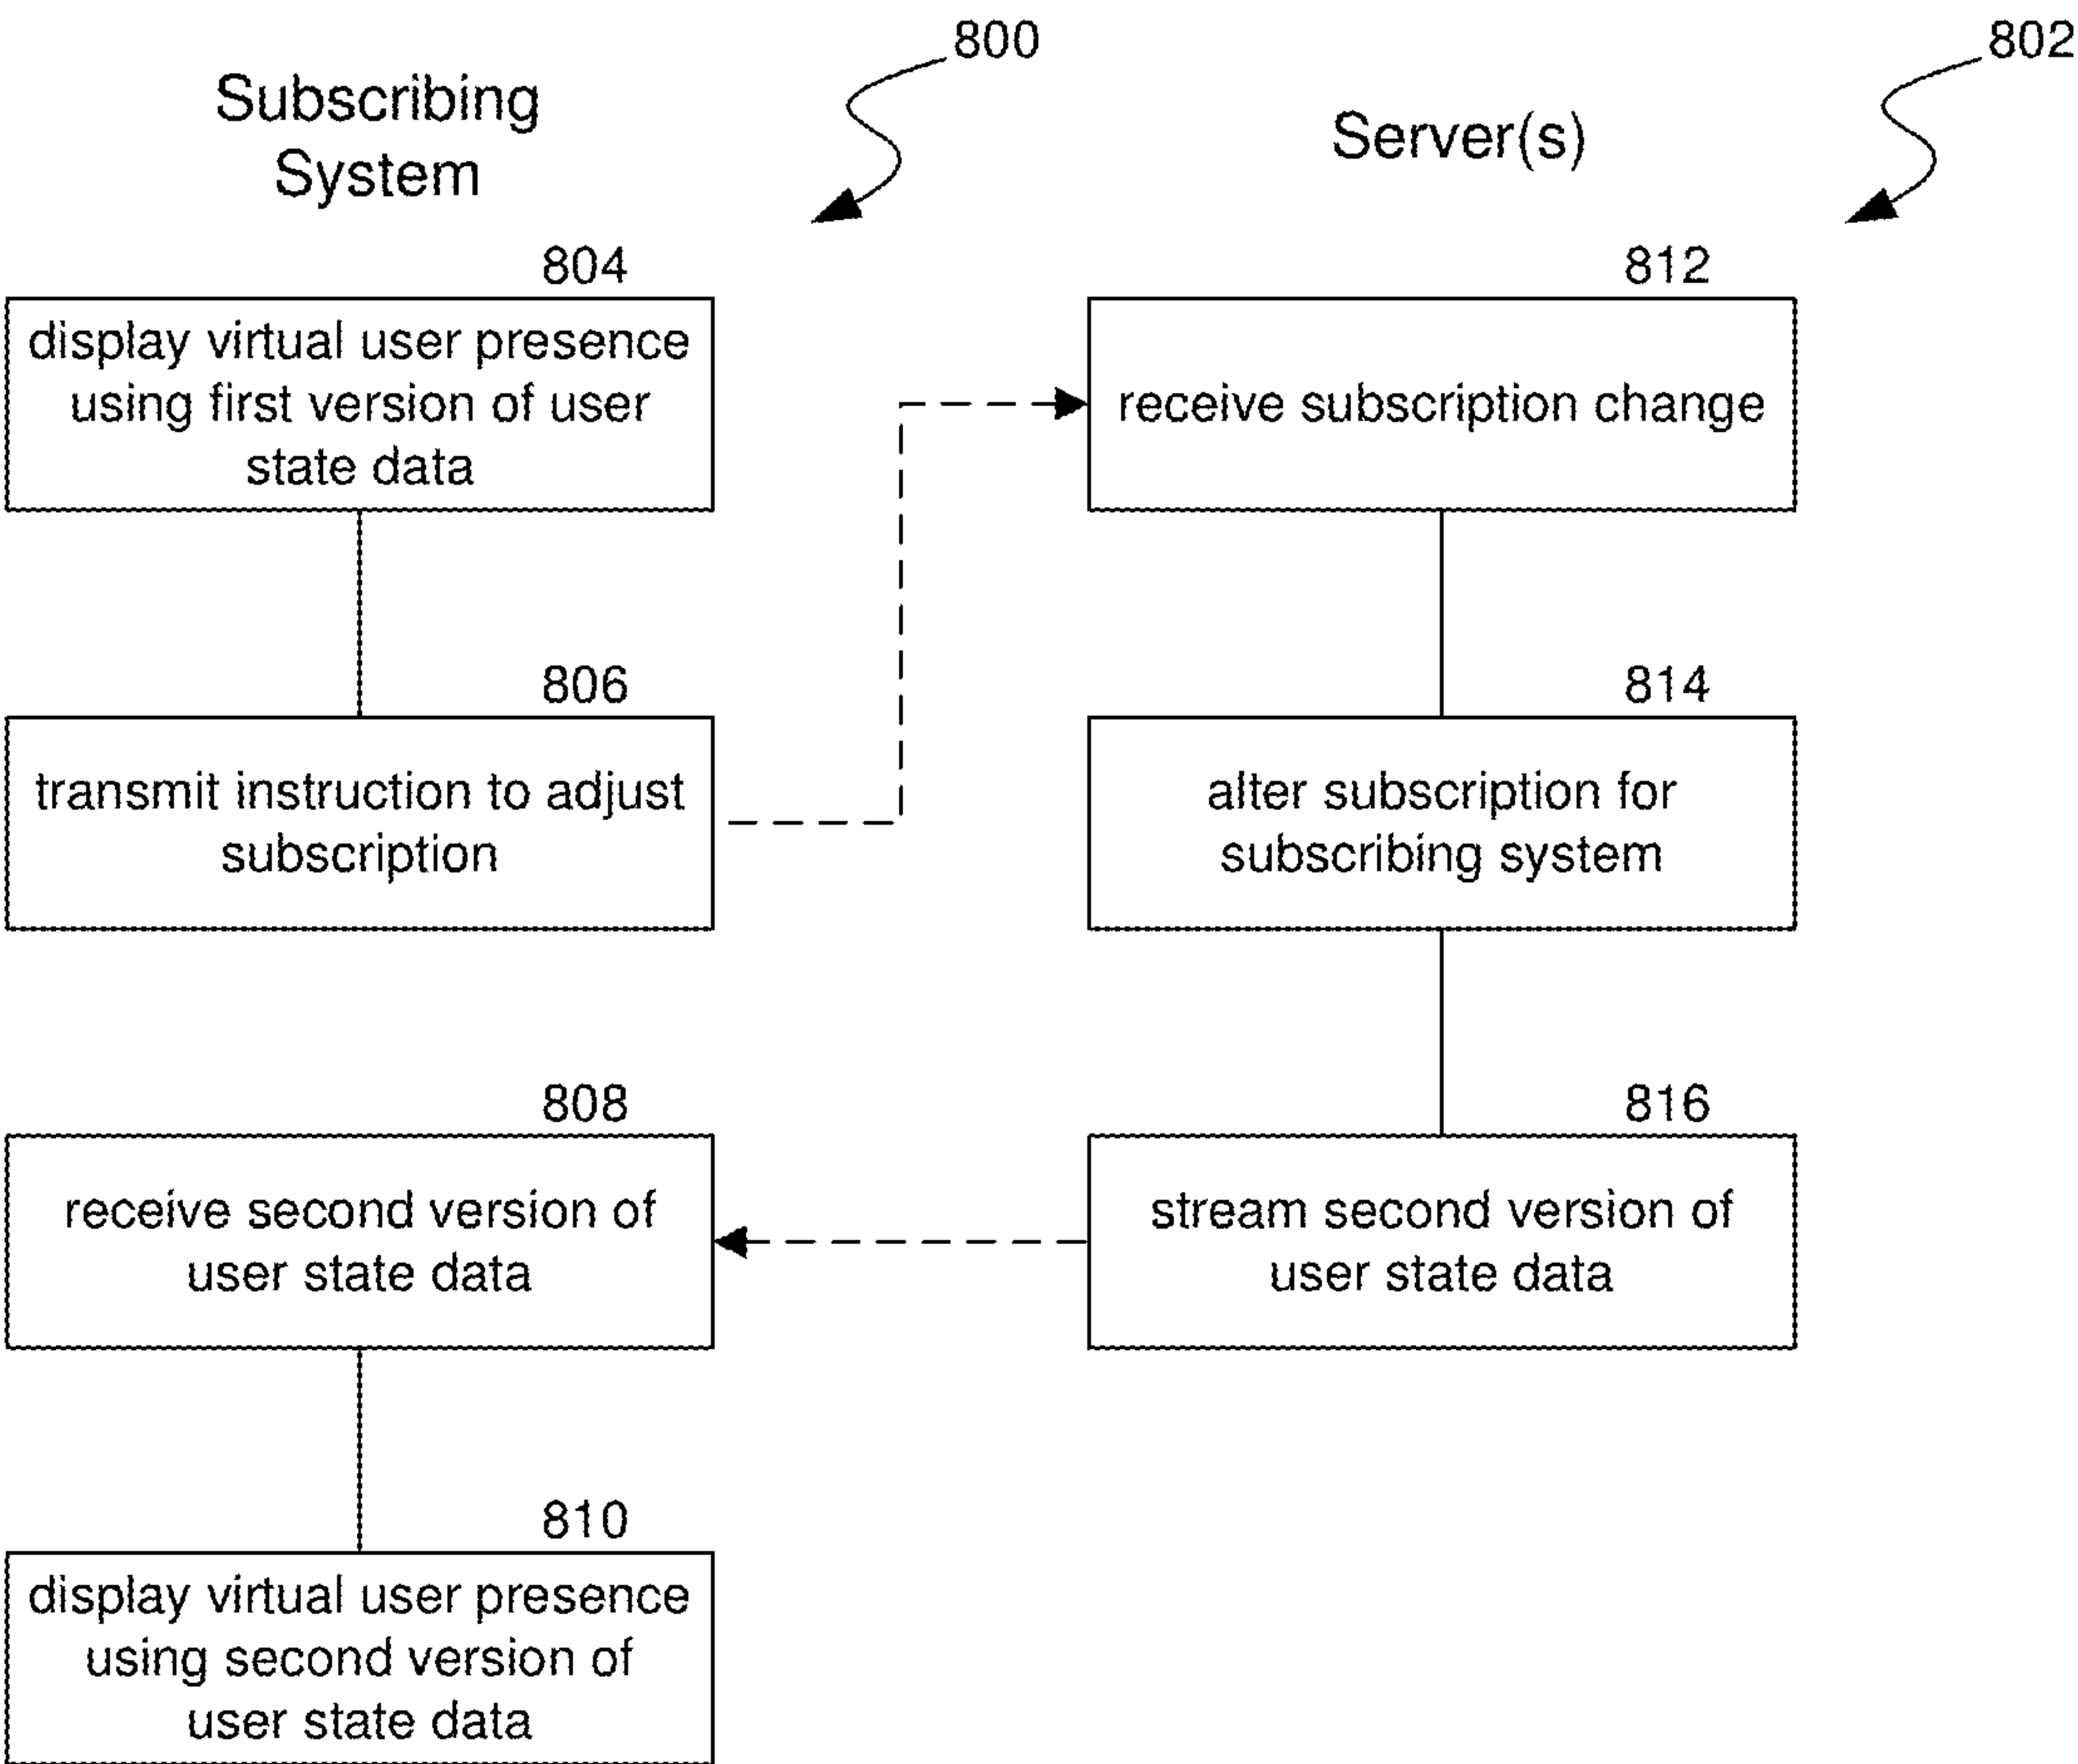 800
802
Subscribing
System
Server(s)
804
display virtual user presence
using first version of user
state data
812
receive subscription change
806
transmit instruction to adjust
subscription
814
alter subscription for
subscribing system
808
receive second version of
user state data
816
stream second version of
user state data
810
display virtual user presence
using second version of
user state data